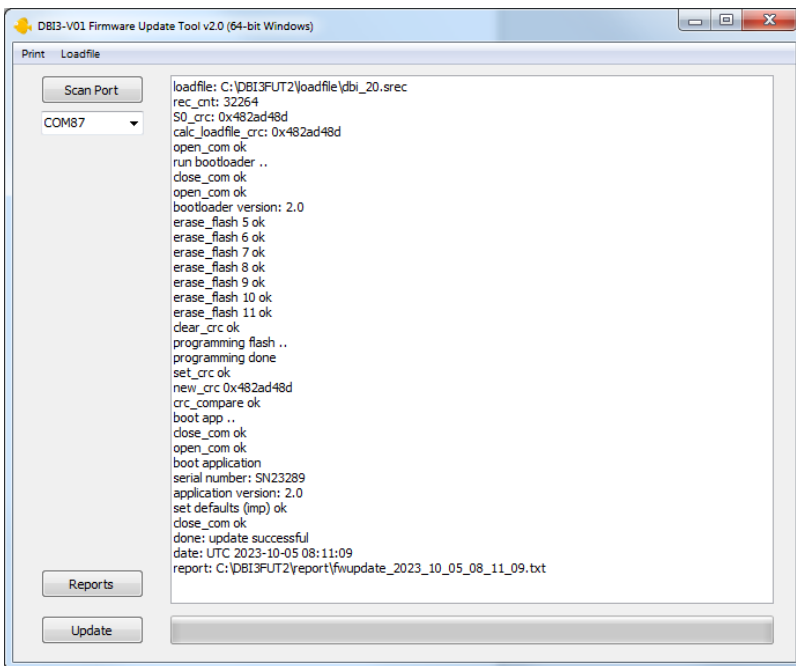 DBI3-V01 Firmware Update Tool v2.0 (64-bit Windows)
Print Loadfile
Scan Port
COM87
loadfile: C:\DBI3FUT2\loadfile\dbi_20.srec
rec_cnt: 32264
S0_crc: 0x482ad48d
calc_loadfile_crc: 0x482ad48d
open_com ok
run bootloader ..
close_com ok
open_com ok
bootloader version: 2.0
erase_flash 5 ok
erase_flash 6 ok
erase_flash 7 ok
erase_flash 8 ok
erase_flash 9 ok
erase_flash 10 ok
erase_flash 11 ok
clear_crc ok
programming flash ..
programming done
set_crc ok
new_crc 0x482ad48d
crc_compare ok
boot app ..
close_com ok
open_com ok
boot application
serial number: SN23289
application version: 2.0
set defaults (imp) ok
close_com ok
done: update successful
date: UTC 2023-10-05 08:11:09
report: C:\DBI3FUT2\report\fwupdate_2023_10_05_08_11_09.txt
Reports
Update